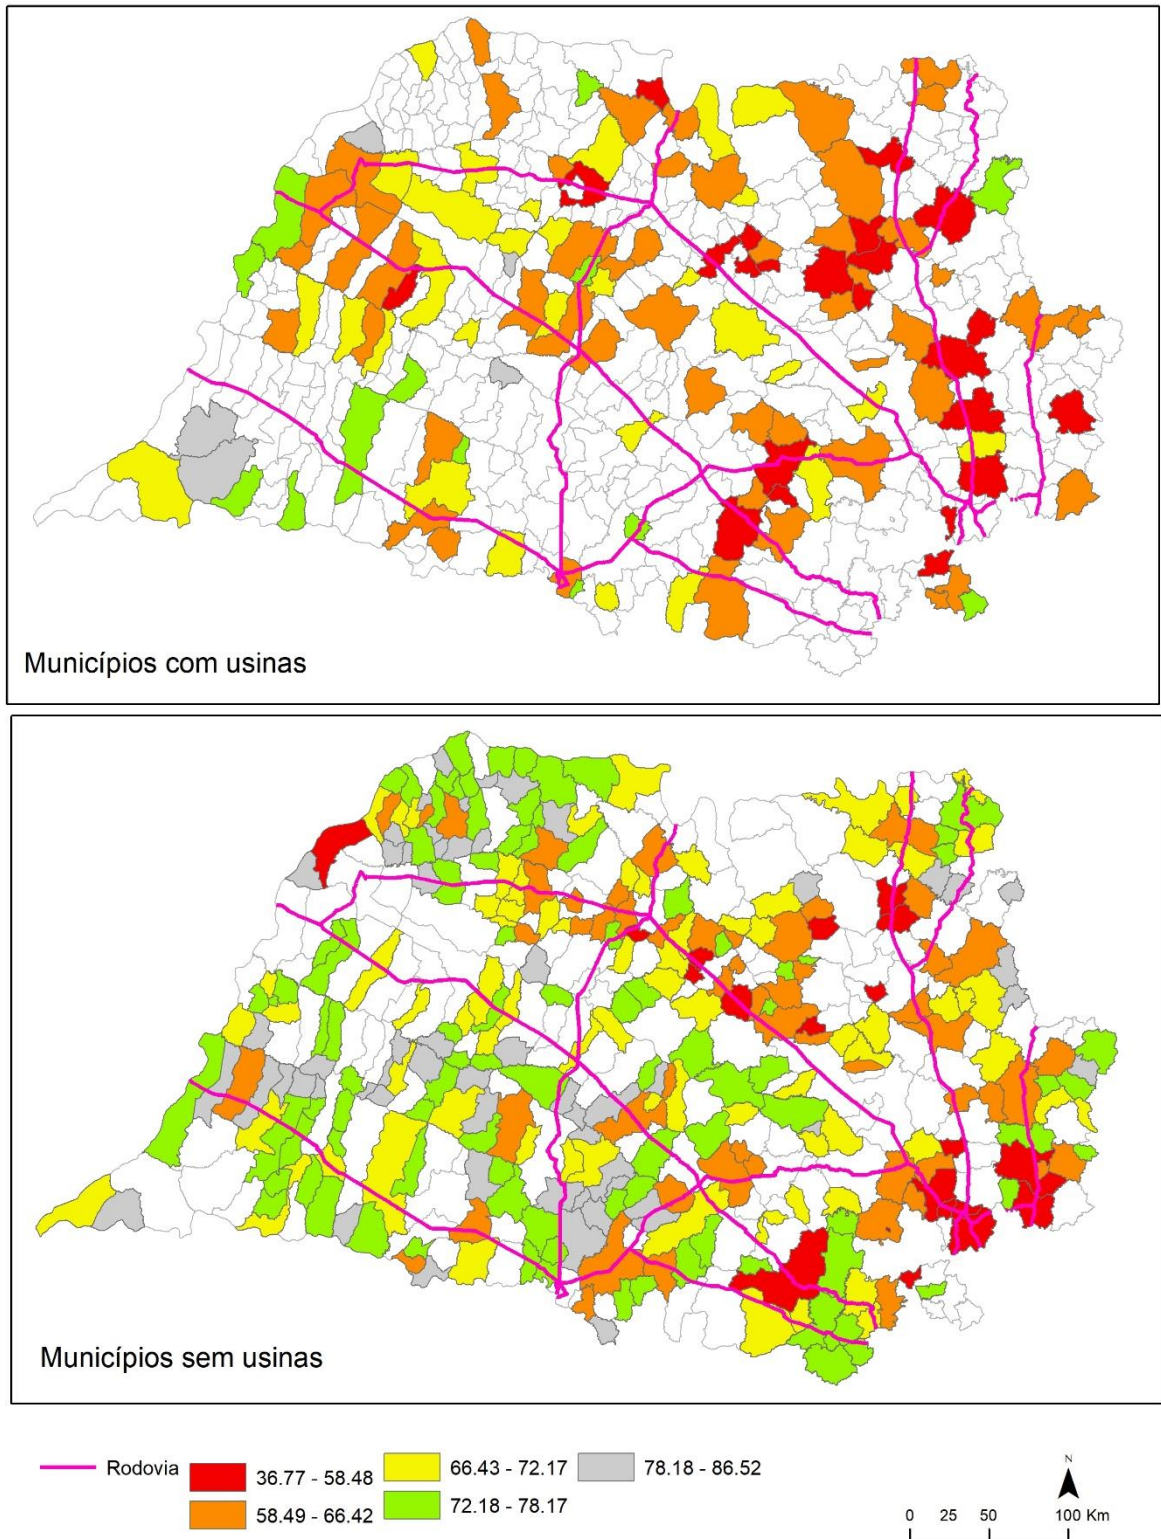 Municípios com usinas
Municípios sem usinas
Rodovia
36.77 - 58.48
58.49 - 66.42
66.43 - 72.17
72.18 - 78.17
78.18 - 86.52
N
0 25 50 100 Km